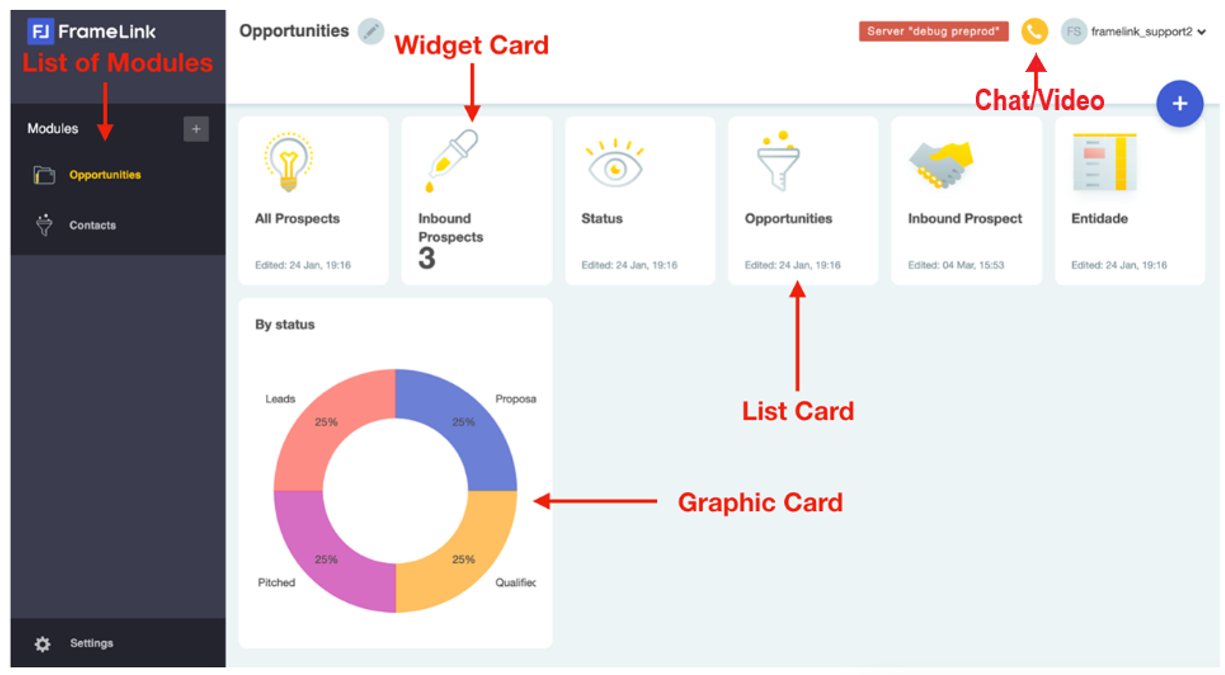 FJ FrameLink
List of Modules
Modules
+
Opportunities
Contacts
Settings
Opportunities
Widget Card
Server "debug preprod"
FS framelink_support2
Chat/Video
+
All Prospects
Edited: 24 Jan, 19:16
Inbound
Prospects
3
Status
Edited: 24 Jan, 19:16
Opportunities
Edited: 24 Jan, 19:16
Inbound Prospect
Edited: 04 Mar, 15:53
Entidade
Edited: 24 Jan, 19:16
List Card
By status
Leads
25%
25%
Proposa
Pitched
25%
25%
Qualifiec
Graphic Card